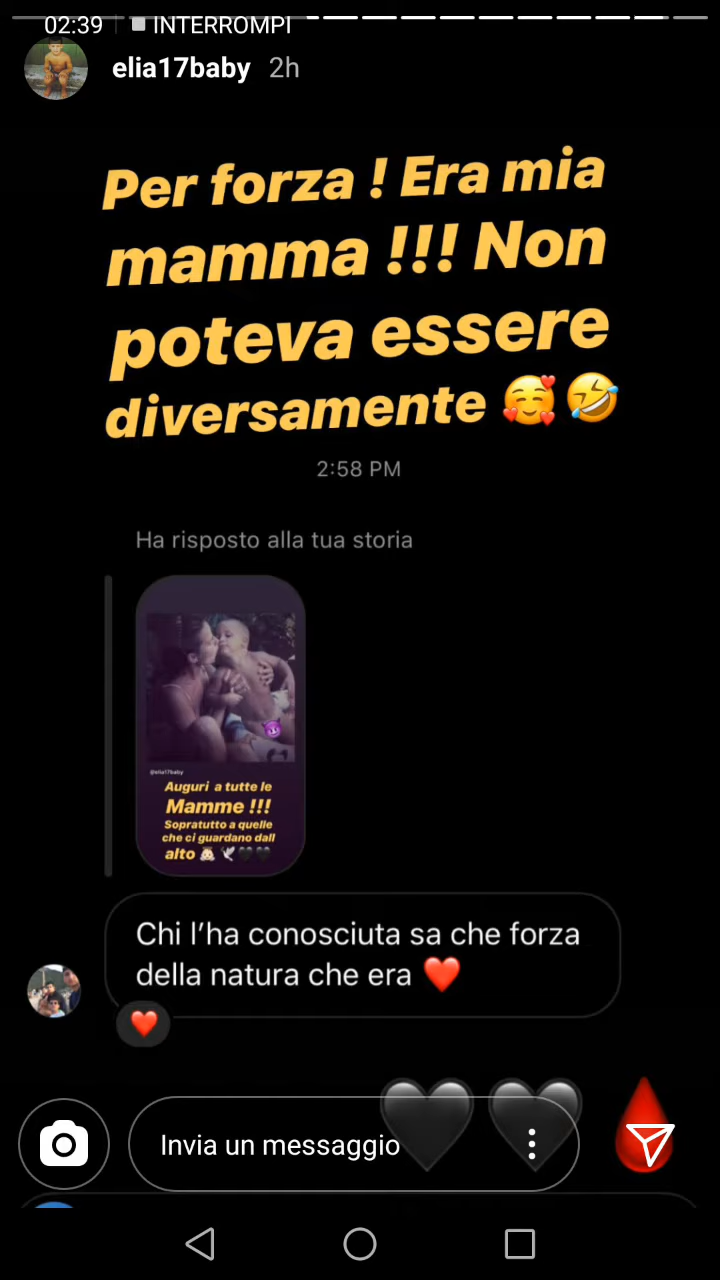 02:39 INTERROMPI
elia17baby 2h
Per forza ! Era mia
mamma !!! Non
poteva essere
diversamente 🥰 🤣
2:58 PM
Ha risposto alla tua storia
@elia17baby
Auguri a tutte le
Mamme !!!
Sopratutto a quelle
che ci guardano dall
alto 👼🏻 🕊 🖤 🖤
Chi l'ha conosciuta sa che forza
della natura che era ❤️
Invia un messaggio